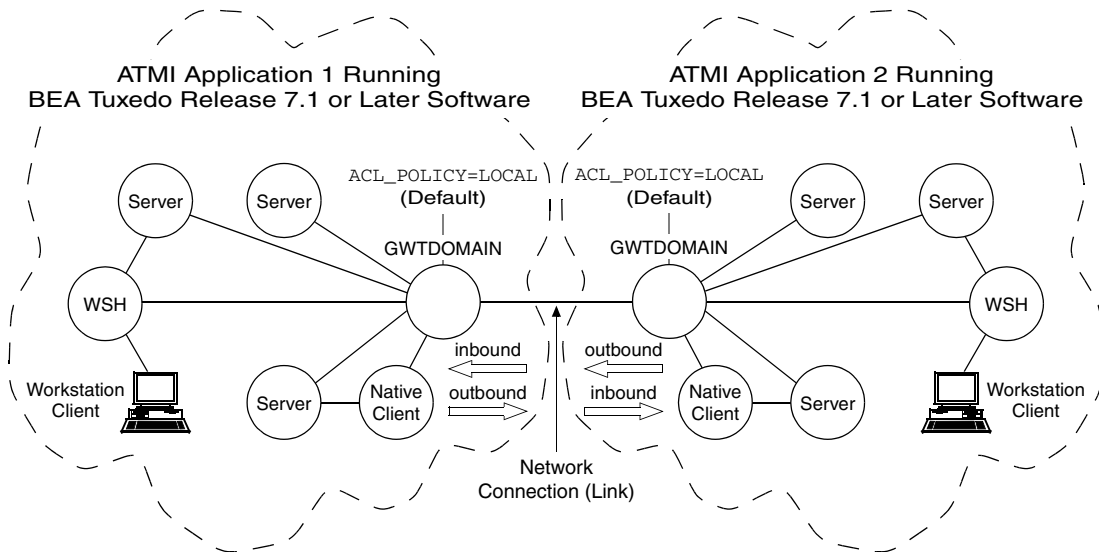 ATMI Application 1 Running
BEA Tuxedo Release 7.1 or Later Software
ATMI Application 2 Running
BEA Tuxedo Release 7.1 or Later Software
ACL_POLICY=LOCAL
(Default)
ACL_POLICY=LOCAL
(Default)
Server
Server
Server
Server
GWTDOMAIN
GWTDOMAIN
WSH
WSH
inbound
outbound
outbound
inbound
Workstation
Client
Server
Native
Client
Native
Client
Server
Workstation
Client
Network
Connection (Link)